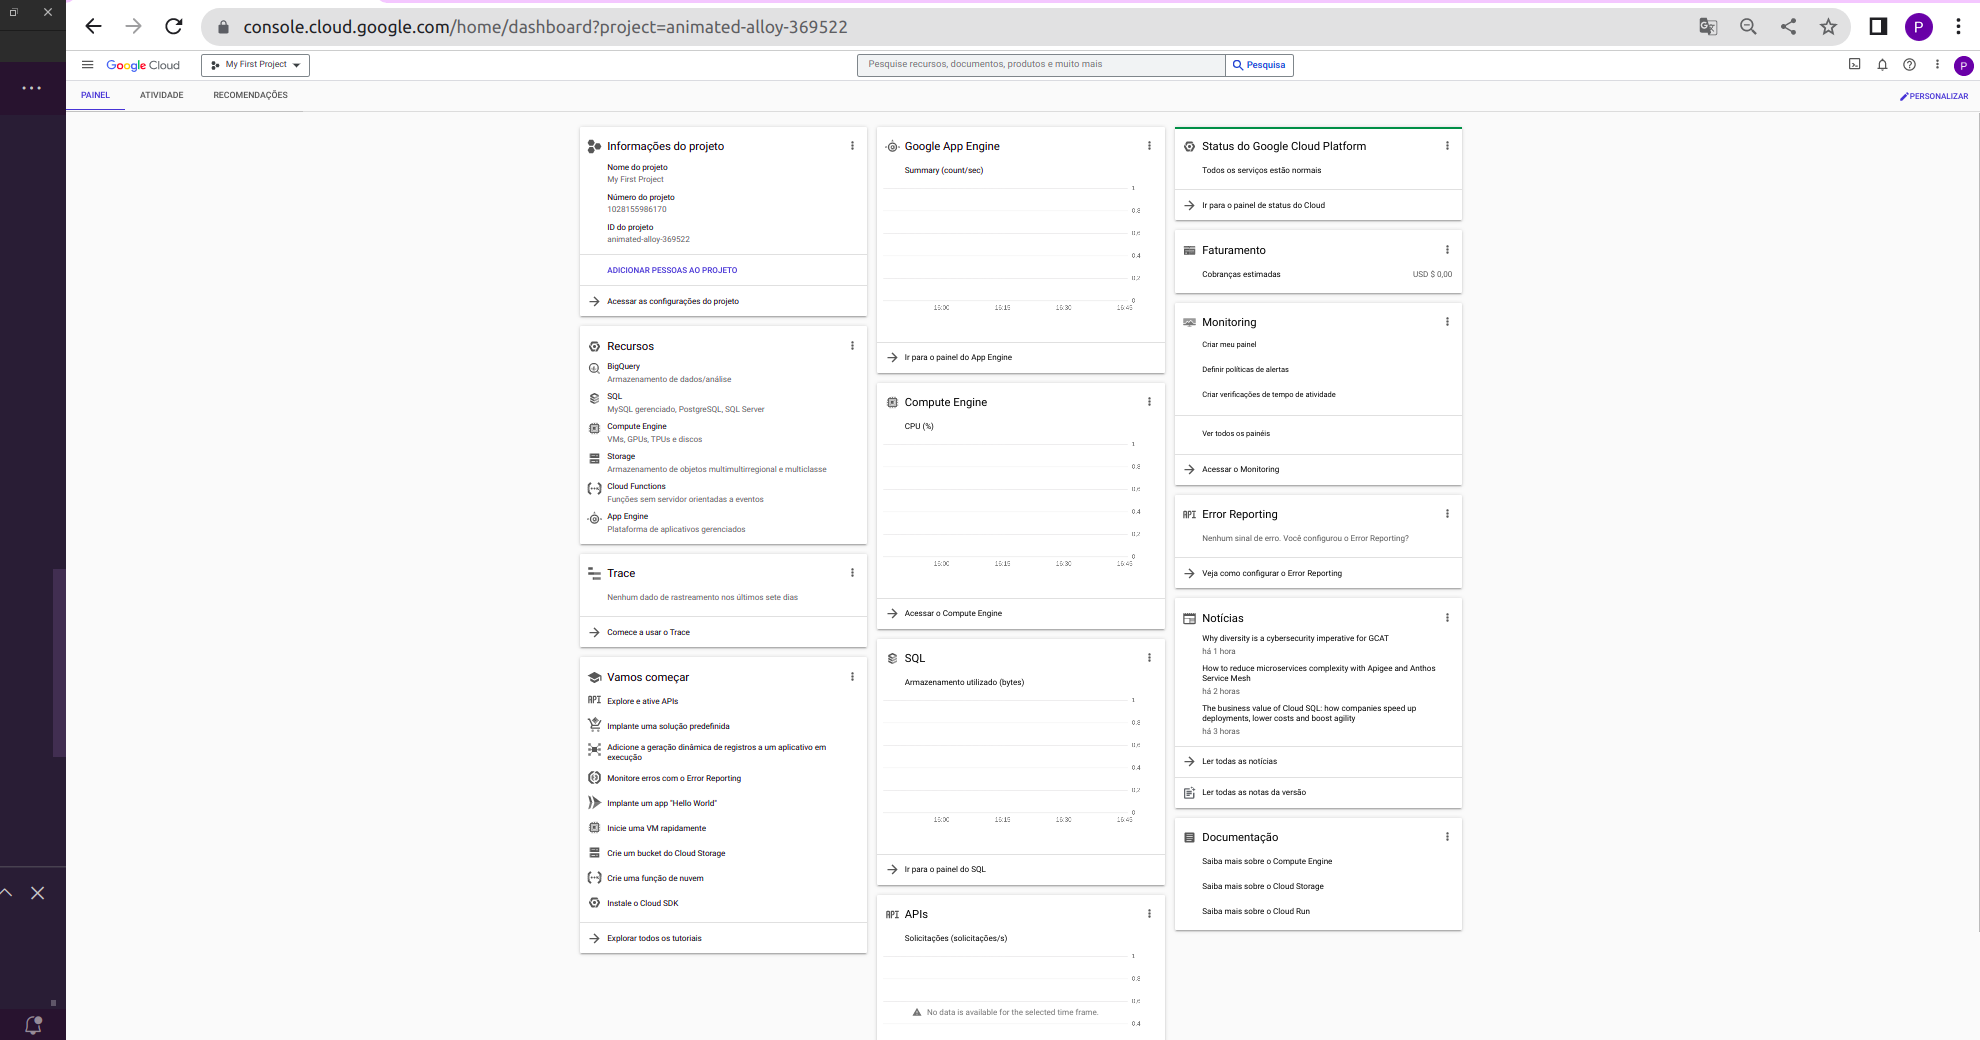 console.cloud.google.com/home/dashboard?project=animated-alloy-369522
P
Google Cloud
My First Project
Pesquise recursos, documentos, produtos e muito mais
Pesquisa
P
PAINEL
ATIVIDADE
RECOMENDAÇÕES
PERSONALIZAR
Informações do projeto
Nome do projeto
My First Project
Número do projeto
1028155986170
ID do projeto
animated-alloy-369522
ADICIONAR PESSOAS AO PROJETO
Acessar as configurações do projeto
Recursos
BigQuery
Armazenamento de dados/análise
SQL
MySQL gerenciado, PostgreSQL, SQL Server
Compute Engine
VMs, GPUs, TPUs e discos
Storage
Armazenamento de objetos multimultirregional e multiclasse
Cloud Functions
Funções sem servidor orientadas a eventos
App Engine
Plataforma de aplicativos gerenciados
Trace
Nenhum dado de rastreamento nos últimos sete dias
Comece a usar o Trace
Vamos começar
API Explore e ative APIs
Implante uma solução predefinida
Adicione a geração dinâmica de registros a um aplicativo em
execução
Monitore erros com o Error Reporting
Implante um app "Hello World"
Inicie uma VM rapidamente
Crie um bucket do Cloud Storage
Crie uma função de nuvem
Instale o Cloud SDK
Explorar todos os tutoriais
Google App Engine
Summary (count/sec)
1
0.8
0.6
0.4
0.2
0
16:00 16:15 16:30 16:45
Ir para o painel do App Engine
Compute Engine
CPU (%)
1
0.8
0.6
0.4
0.2
0
16:00 16:15 16:30 16:45
Acessar o Compute Engine
SQL
Armazenamento utilizado (bytes)
1
0.8
0.6
0.4
0.2
0
16:00 16:15 16:30 16:45
Ir para o painel do SQL
API APIs
Solicitações (solicitações/s)
1
0.8
0.6
No data is available for the selected time frame.
0.4
Status do Google Cloud Platform
Todos os serviços estão normais
Ir para o painel de status do Cloud
Faturamento
Cobranças estimadas USD $ 0,00
Monitoring
Criar meu painel
Definir políticas de alertas
Criar verificações de tempo de atividade
Ver todos os painéis
Acessar o Monitoring
API Error Reporting
Nenhum sinal de erro. Você configurou o Error Reporting?
Veja como configurar o Error Reporting
Notícias
Why diversity is a cybersecurity imperative for GCAT
há 1 hora
How to reduce microservices complexity with Apigee and Anthos
Service Mesh
há 2 horas
The business value of Cloud SQL: how companies speed up
deployments, lower costs and boost agility
há 3 horas
Ler todas as notícias
Ler todas as notas da versão
Documentação
Saiba mais sobre o Compute Engine
Saiba mais sobre o Cloud Storage
Saiba mais sobre o Cloud Run